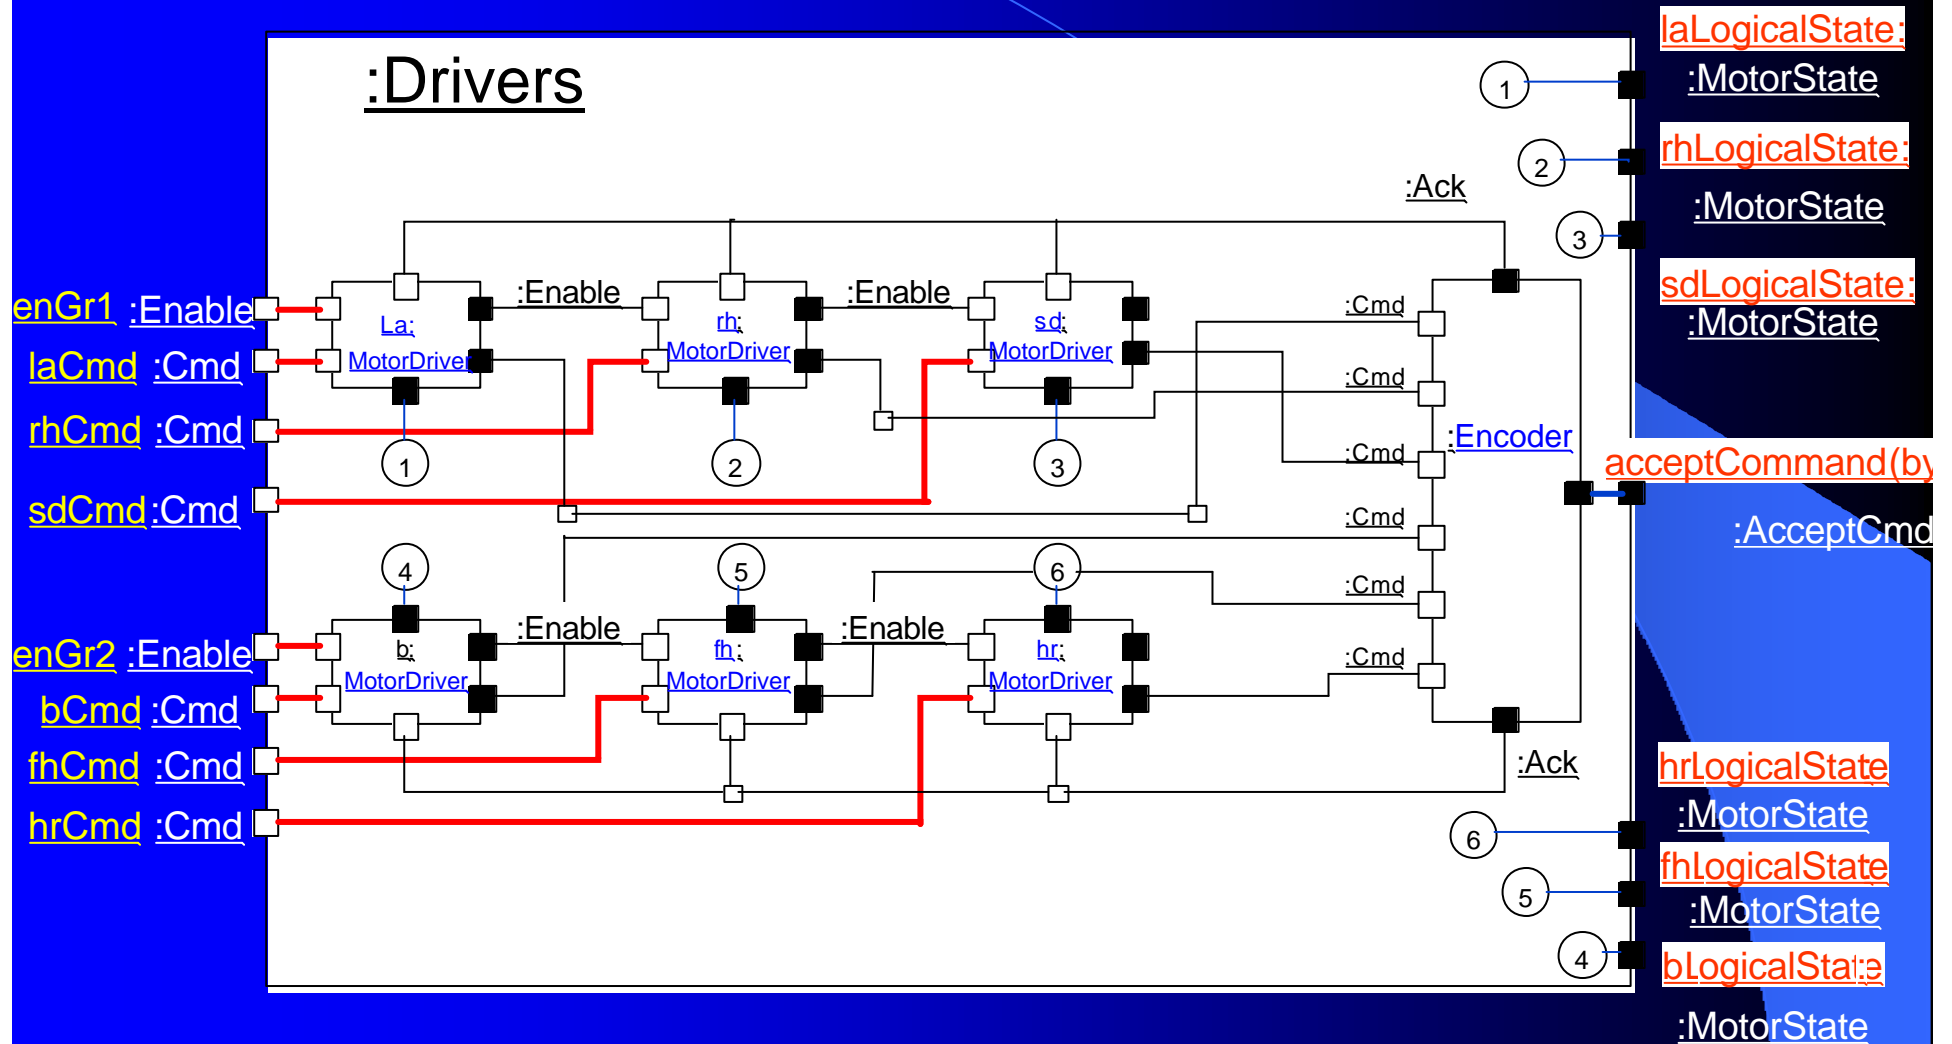 :Drivers
laLogicalState:
:MotorState
1
rhLogicalState:
2
:Ack
:MotorState
3
sdLogicalState:
:MotorState
enGr1 :Enable
:Enable
:Enable
:Cmd
La:
MotorDriver
rh:
MotorDriver
sd:
MotorDriver
laCmd :Cmd
:Cmd
rhCmd :Cmd
1
2
3
:Cmd
:Encoder
acceptCommand(by
sdCmd :Cmd
:Cmd
:AcceptCmd
4
5
6
:Cmd
enGr2 :Enable
:Enable
:Enable
:Cmd
b:
MotorDriver
fh:
MotorDriver
hr:
MotorDriver
bCmd :Cmd
fhCmd :Cmd
:Ack
hrLogicalState
:MotorState
hrCmd :Cmd
6
fhLogicalState
5
:MotorState
4
bLogicalState:
:MotorState